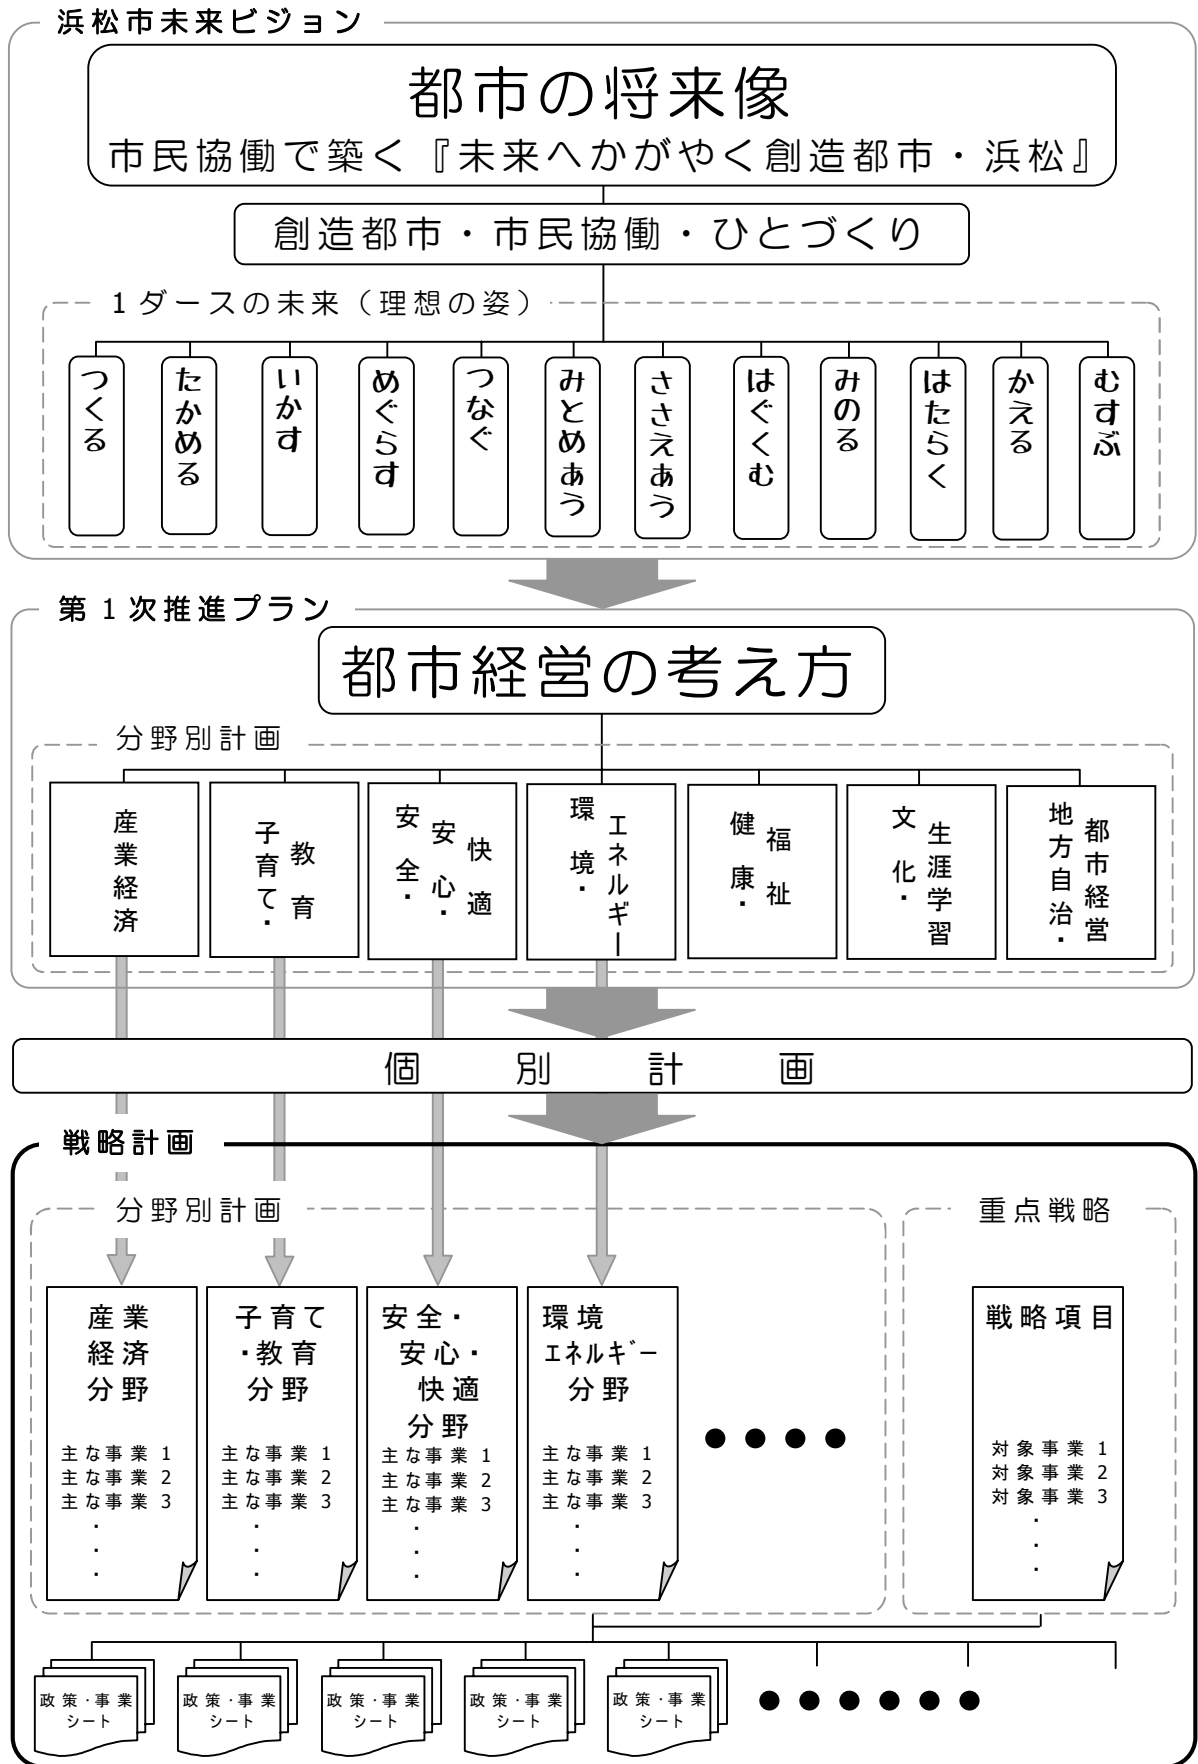 浜松市未来ビジョン
都市の将来像
市民協働で築く『未来へかがやく創造都市・浜松』
創造都市・市民協働・ひとづくり
1ダースの未来（理想の姿）
つくる
たかめる
いかす
めぐらす
つなぐ
みとめあう
ささえあう
はぐくむ
みのる
はたらく
かえる
むすぶ
第1次推進プラン
都市経営の考え方
分野別計画
産業経済
子育て・
教育
安全・
安心・
快適
環境・
エネルギー
健康・
福祉
文化・
生涯学習
地方自治・
都市経営
個別計画
戦略計画
分野別計画
重点戦略
産業
経済
分野
主な事業1
主な事業2
主な事業3
・
・
・
子育て
・教育
分野
主な事業1
主な事業2
主な事業3
・
・
・
安全・
安心・
快適
分野
主な事業1
主な事業2
主な事業3
・
・
・
環境
エネルギー
分野
主な事業1
主な事業2
主な事業3
・
・
・
●●●●
戦略項目
対象事業1
対象事業2
対象事業3
・
・
・
政策・事業
シート
政策・事業
シート
政策・事業
シート
政策・事業
シート
政策・事業
シート
●●●●●●